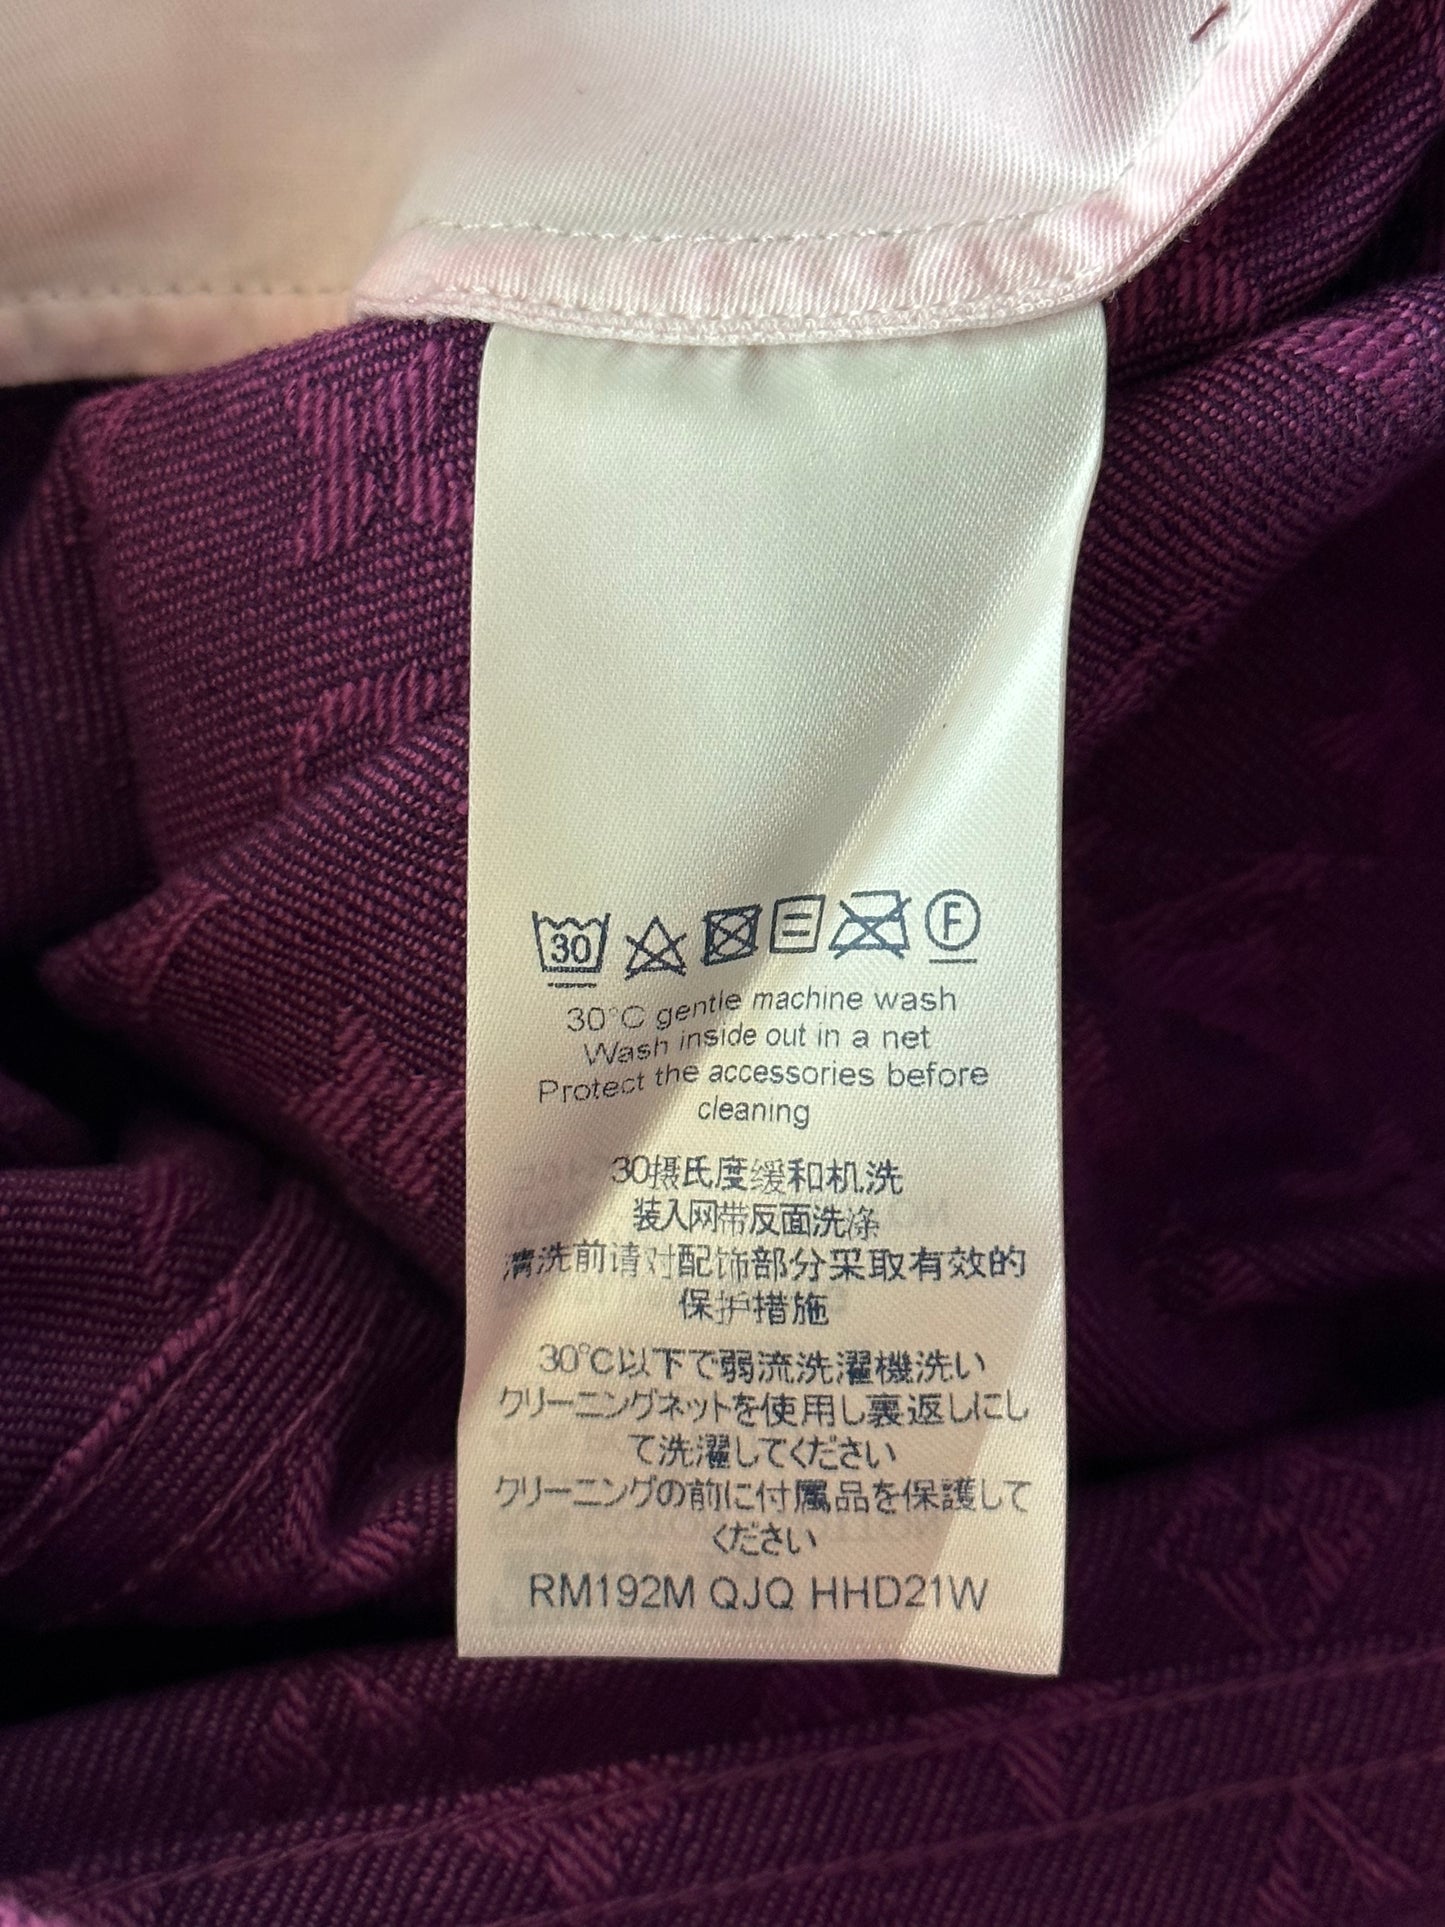 30
F
30°C gentle machine wash
Wash inside out in a net
Protect the accessories before
cleaning
30摄氏度缓和机洗
装入网带反面洗涤
清洗前请对配饰部分采取有效的
保护措施
30℃以下で弱流洗濯機洗い
クリーニングネットを使用し裏返しにし
て洗濯してください
クリーニングの前に付属品を保護して
ください
RM192M QJQ HHD21W